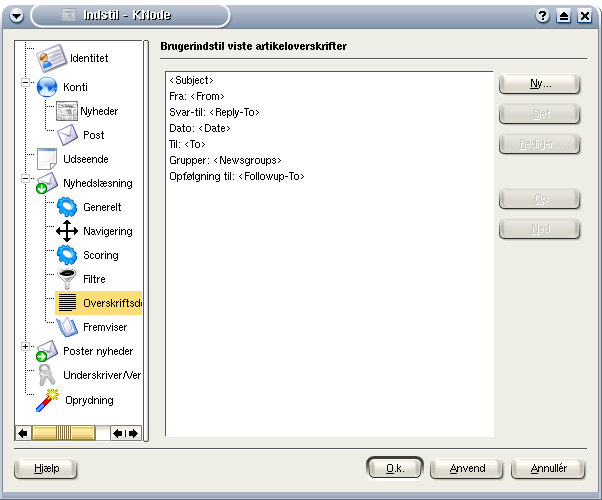 Indstil - KNode
Identitet
Konti
Nyheder
Post
Udseende
Nyhedslæsning
Generelt
Navigering
Scoring
Filtre
Overskriftsd
Fremviser
Poster nyheder
Underskriver/Ver
Oprydning
Brugerindstil viste artikeloverskrifter
<Subject>
Fra: <From>
Svar-til: <Reply-To>
Dato: <Date>
Til: <To>
Grupper: <Newsgroups>
Opfølgning til: <Followup-To>
Ny...
Slet
Redigér...
Op
Ned
Hjælp
O.k.
Anvend
Annullér